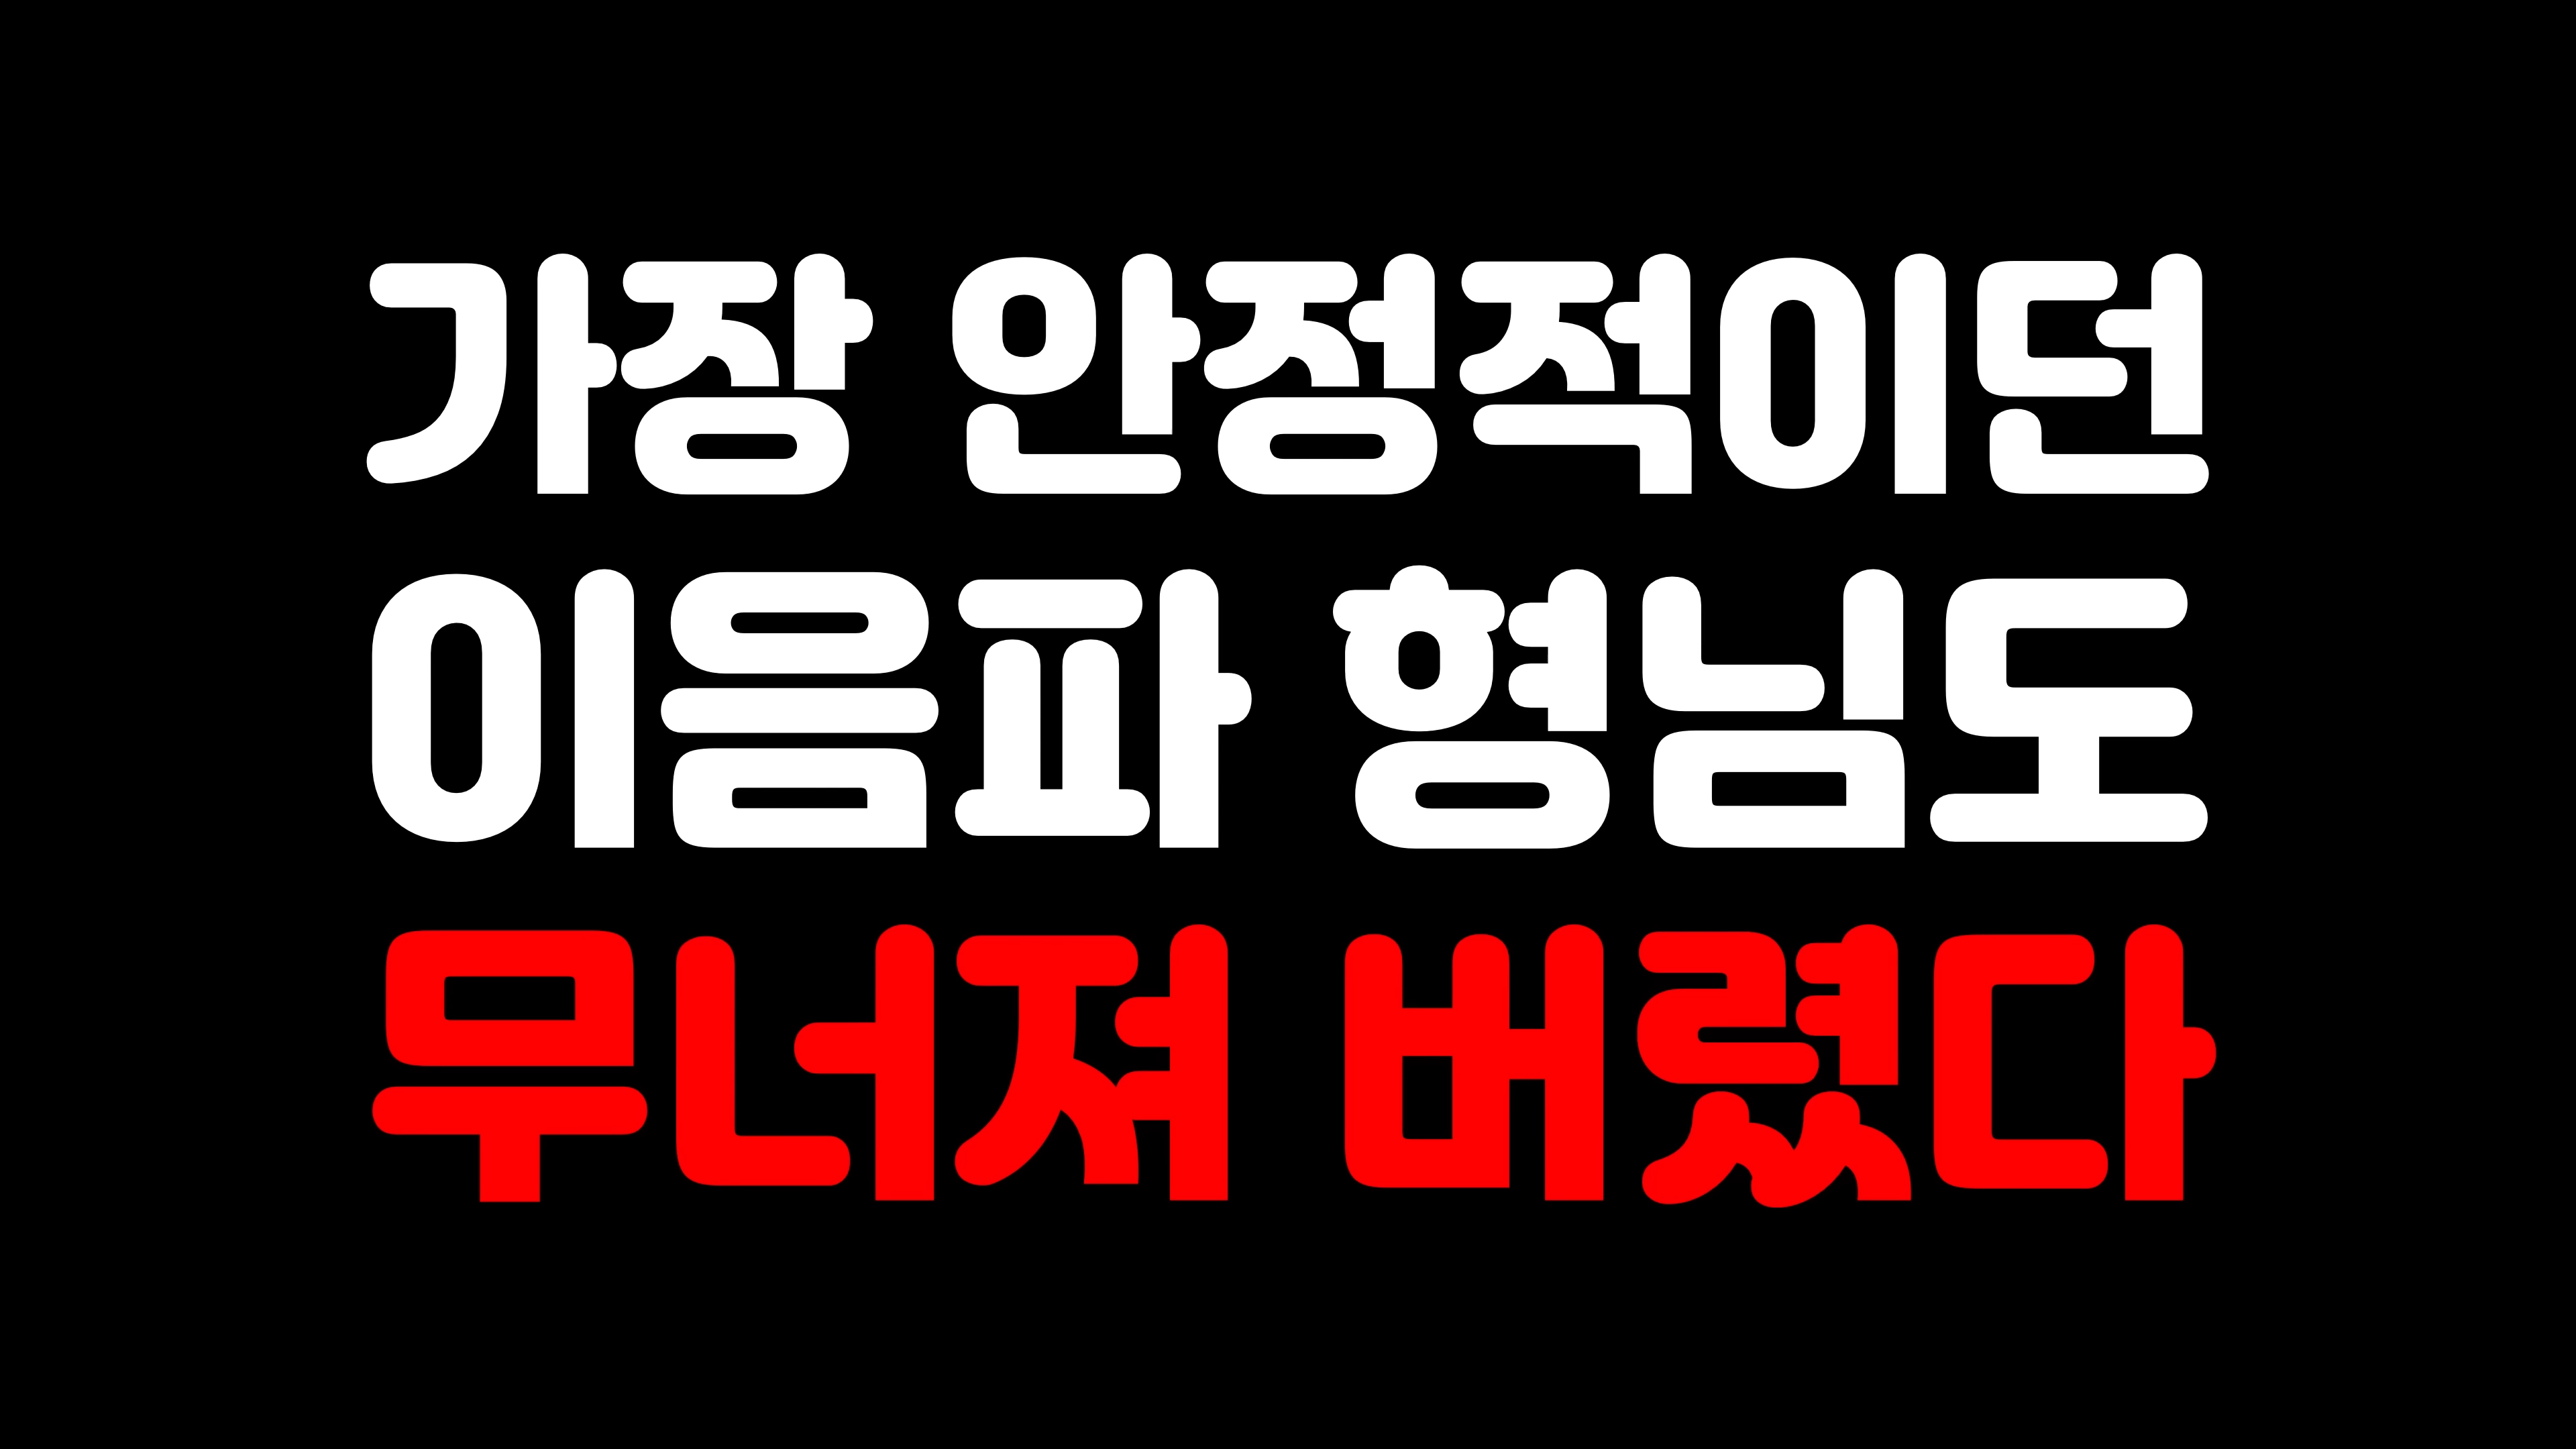 가장 안정적이던
이음파 형님도
무너져 버렸다